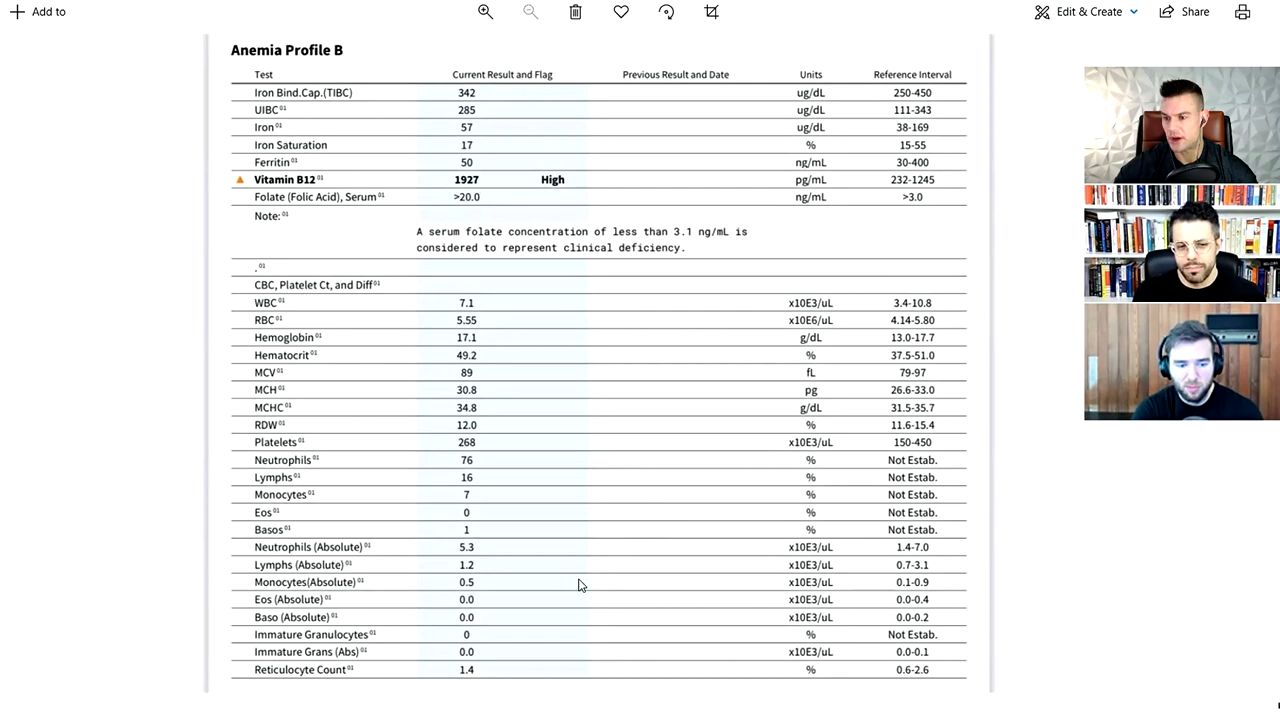 Add to
Edit & Create
Share
Anemia Profile B
Test Current Result and Flag Previous Result and Date Units Reference Interval
Iron Bind.Cap.(TIBC) 342 ug/dL 250-450
UIBC 01 285 ug/dL 111-343
Iron 01 57 ug/dL 38-169
Iron Saturation 17 % 15-55
Ferritin 01 50 ng/mL 30-400
Vitamin B12 01 1927 High pg/mL 232-1245
Folate (Folic Acid), Serum 01 >20.0 ng/mL >3.0
Note: 01
A serum folate concentration of less than 3.1 ng/mL is
considered to represent clinical deficiency.
. 01
CBC, Platelet Ct, and Diff 01
WBC 01 7.1 x10E3/uL 3.4-10.8
RBC 01 5.55 x10E6/uL 4.14-5.80
Hemoglobin 01 17.1 g/dL 13.0-17.7
Hematocrit 01 49.2 % 37.5-51.0
MCV 01 89 fL 79-97
MCH 01 30.8 pg 26.6-33.0
MCHC 01 34.8 g/dL 31.5-35.7
RDW 01 12.0 % 11.6-15.4
Platelets 01 268 x10E3/uL 150-450
Neutrophils 01 76 % Not Estab.
Lymphs 01 16 % Not Estab.
Monocytes 01 7 % Not Estab.
Eos 01 0 % Not Estab.
Basos 01 1 % Not Estab.
Neutrophils (Absolute) 01 5.3 x10E3/uL 1.4-7.0
Lymphs (Absolute) 01 1.2 x10E3/uL 0.7-3.1
Monocytes(Absolute) 01 0.5 x10E3/uL 0.1-0.9
Eos (Absolute) 01 0.0 x10E3/uL 0.0-0.4
Baso (Absolute) 01 0.0 x10E3/uL 0.0-0.2
Immature Granulocytes 01 0 % Not Estab.
Immature Grans (Abs) 01 0.0 x10E3/uL 0.0-0.1
Reticulocyte Count 01 1.4 % 0.6-2.6